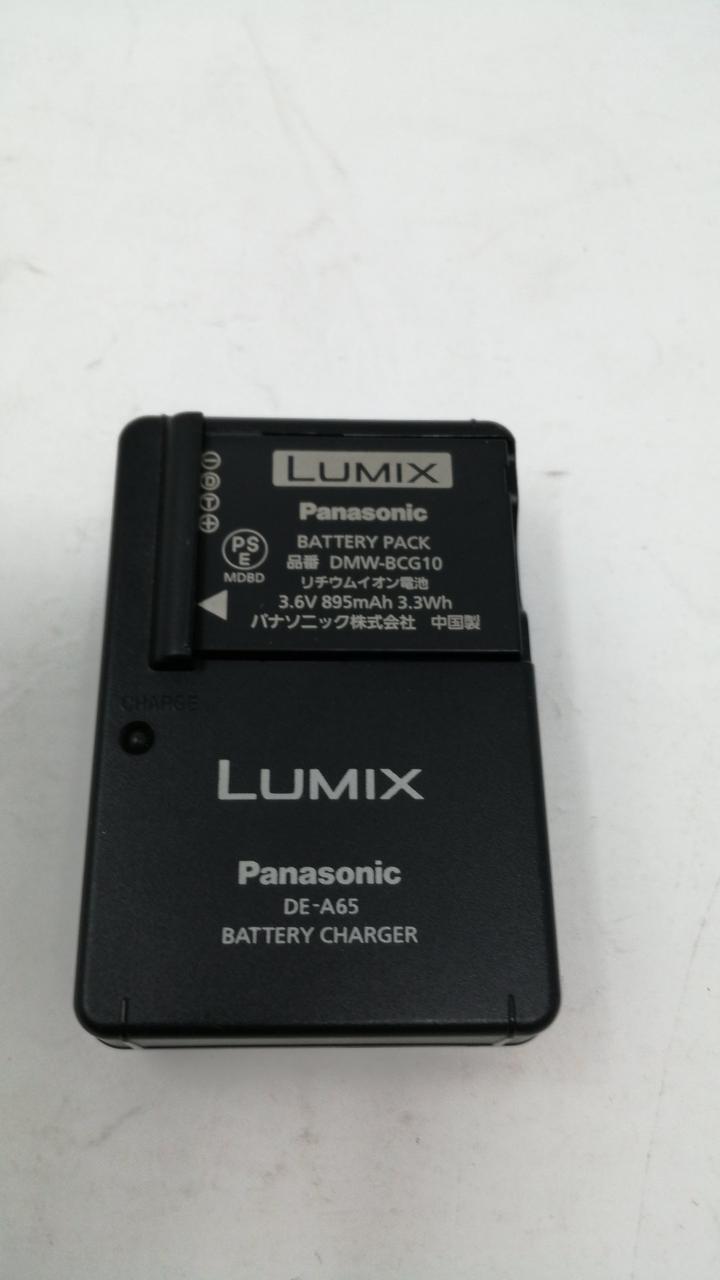 LUMIX
Panasonic
BATTERY PACK
PS
E
MDBD
品番 DMW-BCG10
リチウムイオン電池
3.6V 895mAh 3.3Wh
パナソニック株式会社 中国製
CHARGE
LUMIX
Panasonic
DE-A65
BATTERY CHARGER